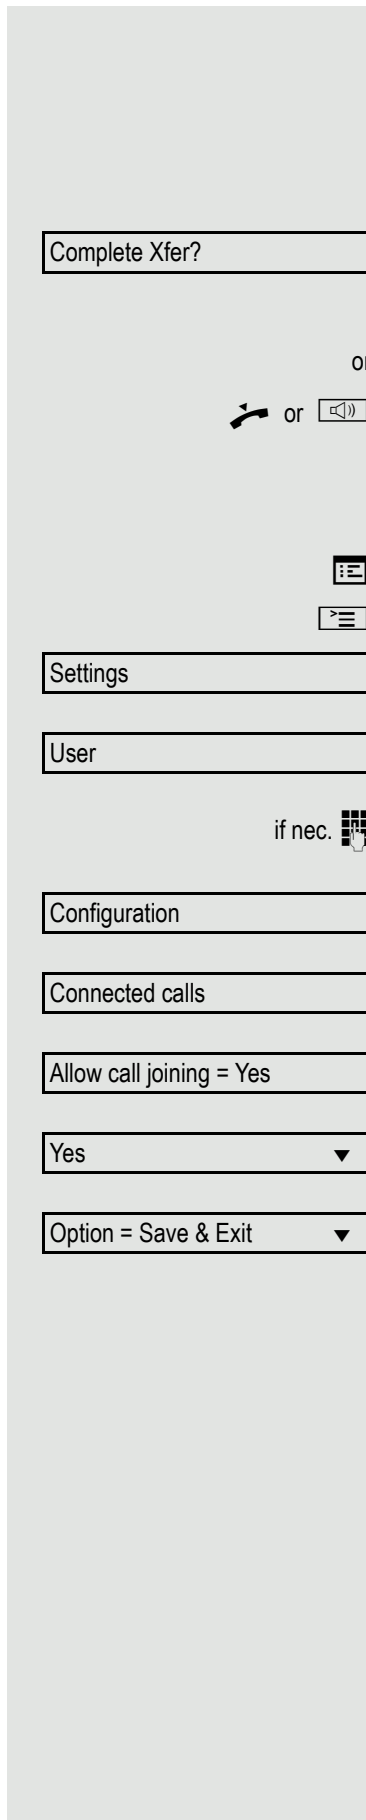 Complete Xfer?
or
or
Settings
User
if nec.
Configuration
Connected calls
Allow call joining = Yes
Yes
Option = Save & Exit